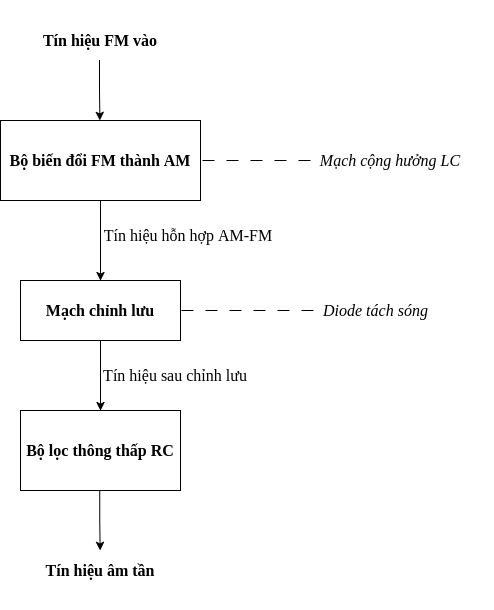 Tín hiệu FM vào
Bộ biến đổi FM thành AM
Mạch cộng hưởng LC
Tín hiệu hỗn hợp AM-FM
Mạch chỉnh lưu
Diode tách sóng
Tín hiệu sau chỉnh lưu
Bộ lọc thông thấp RC
Tín hiệu âm tần